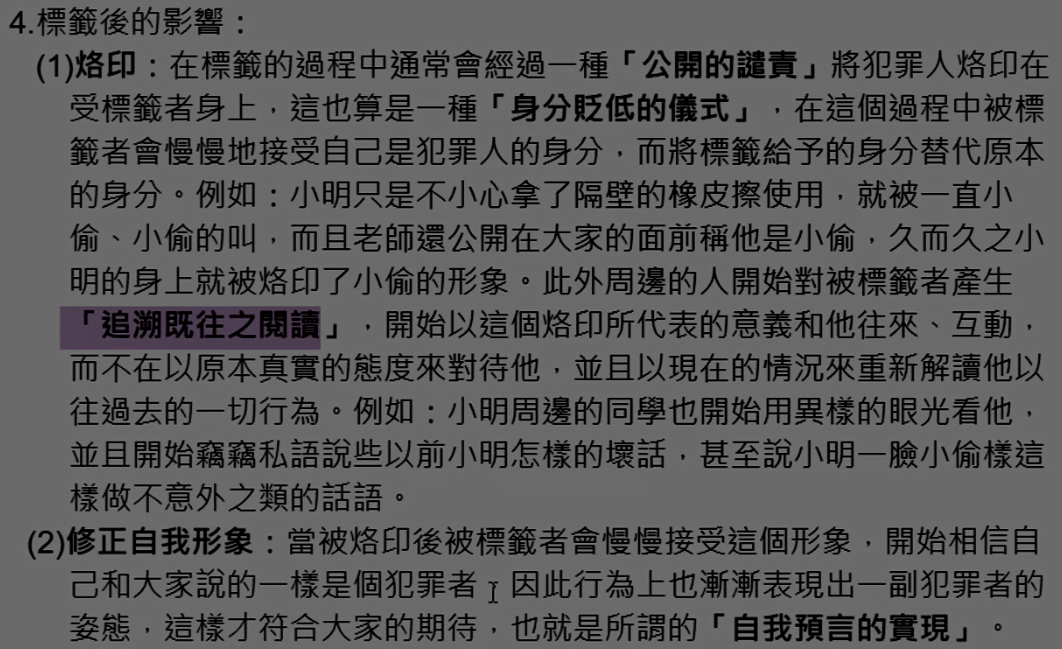 4.標籤後的影響：
(1)烙印：在標籤的過程中通常會經過一種「公開的譴責」將犯罪人烙印在
受標籤者身上，這也算是一種「身分貶低的儀式」，在這個過程中被標
籤者會慢慢地接受自己是犯罪人的身分，而將標籤給予的身分替代原本
的身分。例如：小明只是不小心拿了隔壁的橡皮擦使用，就被一直小
偷、小偷的叫，而且老師還公開在大家的面前稱他是小偷，久而久之小
明的身上就被烙印了小偷的形象。此外周邊的人開始對被標籤者產生
「追溯既往之閱讀」，開始以這個烙印所代表的意義和他往來、互動，
而不在以原本真實的態度來對待他，並且以現在的情況來重新解讀他以
往過去的一切行為。例如：小明周邊的同學也開始用異樣的眼光看他，
並且開始竊竊私語說些以前小明怎樣的壞話，甚至說小明一臉小偷樣這
樣做不意外之類的話語。
(2)修正自我形象：當被烙印後被標籤者會慢慢接受這個形象，開始相信自
己和大家說的一樣是個犯罪者，因此行為上也漸漸表現出一副犯罪者的
姿態，這樣才符合大家的期待，也就是所謂的「自我預言的實現」。